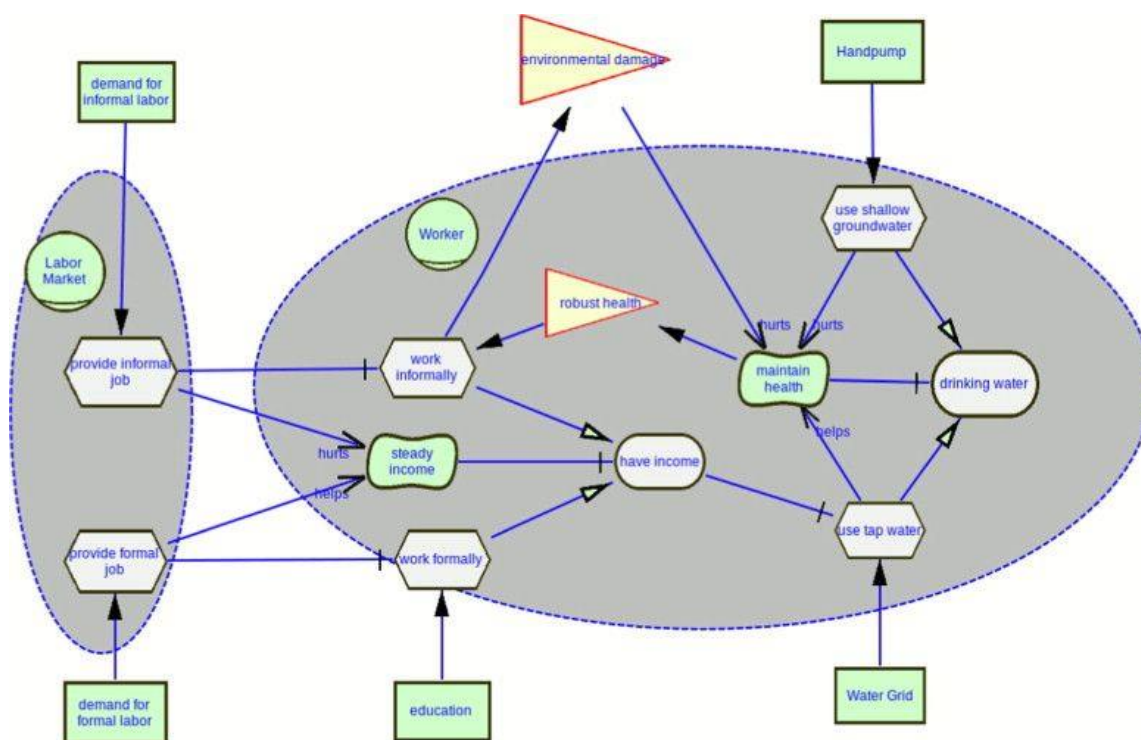 environmental damage
Handpump
demand for
informal labor
use shallow
groundwater
Worker
Labor
Market
robust health
hurts
hurts
provide informal
job
work
informally
maintain
health
drinking water
helps
hurts
steady
income
have income
helps
use tap water
provide formal
job
work formally
demand for
formal labor
education
Water Grid